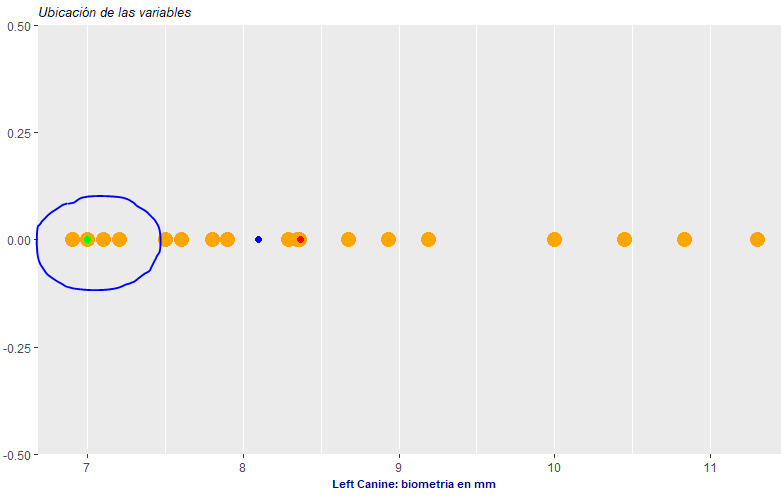 Ubicación de las variables
0.50
0.25
0.00
-0.25
-0.50
7 8 9 10 11
Left Canine: biometria en mm